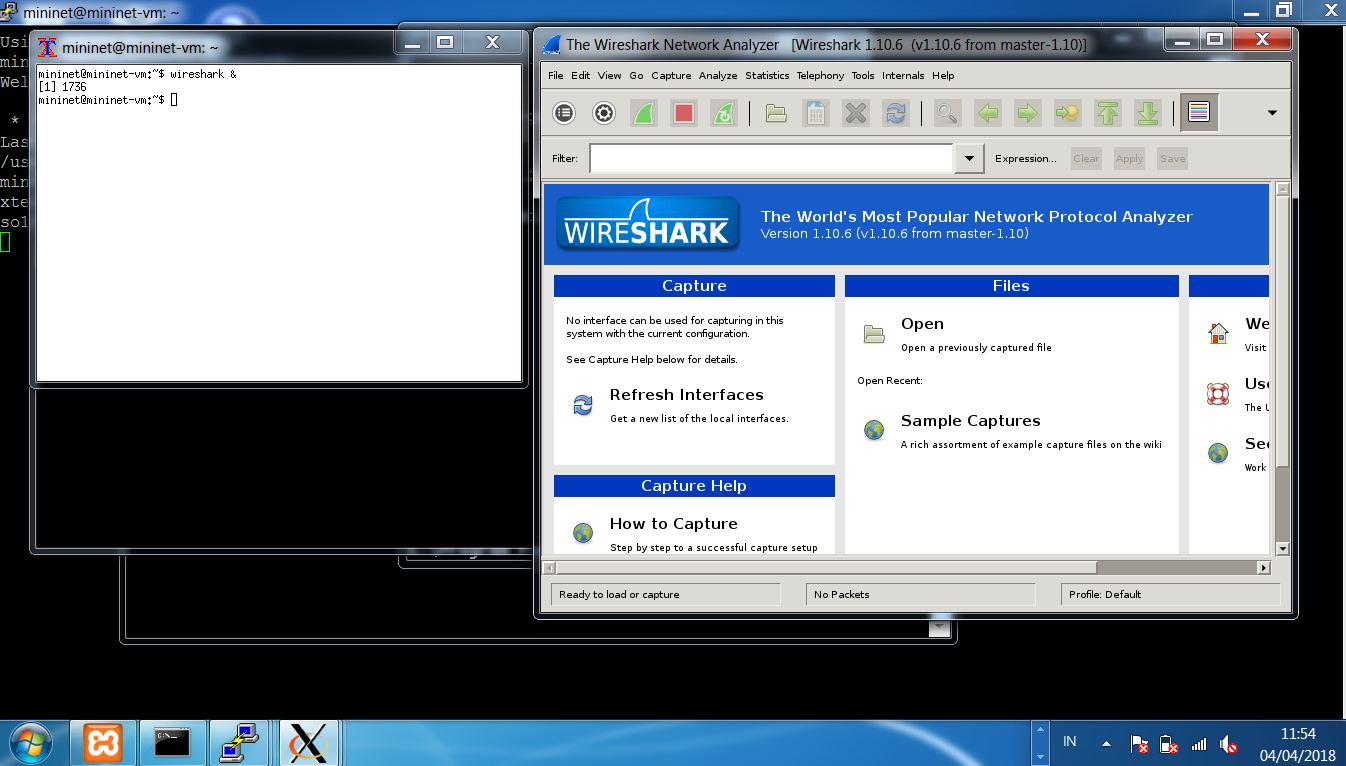 mininet@mininet-vm: ~
Usi
min
Wel
*
Las
/us
min
xte
sol
mininet@mininet-vm: ~
mininet@mininet-vm:~$ wireshark &
[1] 1736
mininet@mininet-vm:~$
The Wireshark Network Analyzer [Wireshark 1.10.6 (v1.10.6 from master-1.10)]
File Edit View Go Capture Analyze Statistics Telephony Tools Internals Help
Filter: Expression... Clear Apply Save
WIRESHARK
The World's Most Popular Network Protocol Analyzer
Version 1.10.6 (v1.10.6 from master-1.10)
Capture
No interface can be used for capturing in this
system with the current configuration.
See Capture Help below for details.
Refresh Interfaces
Get a new list of the local interfaces.
Capture Help
How to Capture
Step by step to a successful capture setup
Files
Open
Open a previously captured file
Open Recent:
Sample Captures
A rich assortment of example capture files on the wiki
We
Visit
Use
The U
Sec
Work
Ready to load or capture
No Packets
Profile: Default
C:\_
IN
11:54
04/04/2018